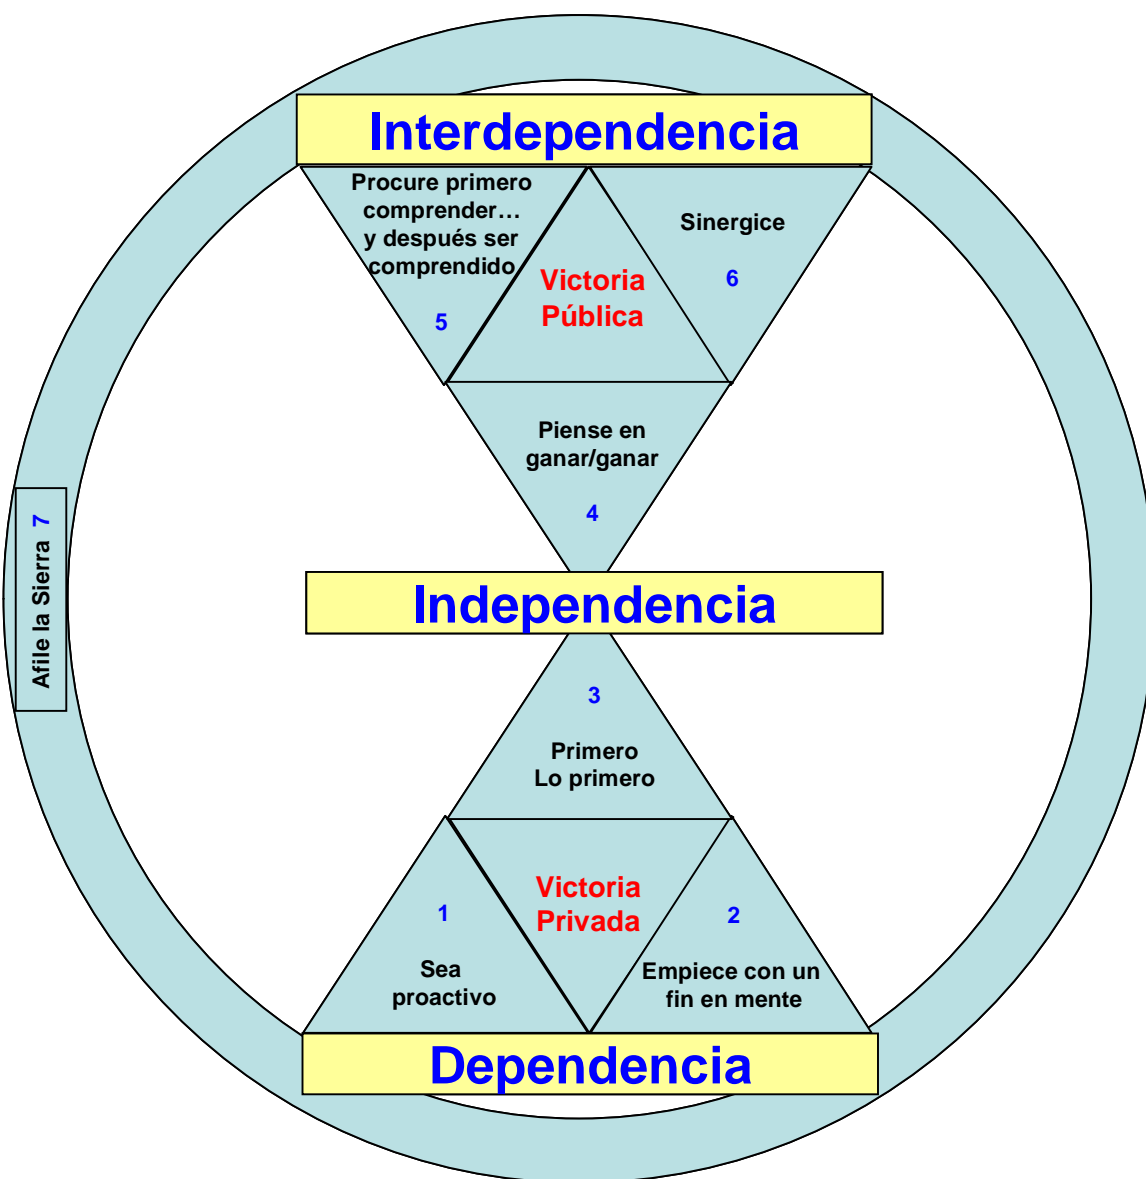 Interdependencia
Procure primero
comprender…
y después ser
comprendido
5
Victoria
Pública
Sinergice
6
Piense en
ganar/ganar
4
Afile la Sierra 7
Independencia
3
Primero
Lo primero
Victoria
Privada
1
Sea
proactivo
2
Empiece con un
fin en mente
Dependencia